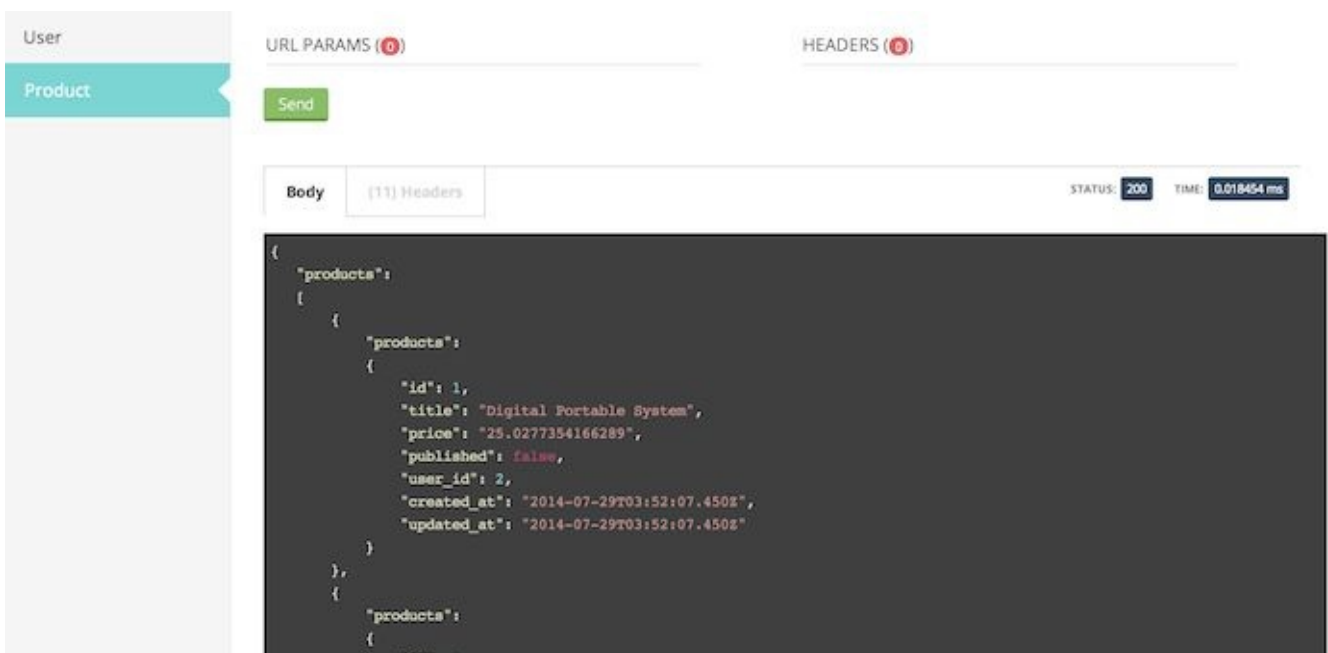 User
Product
URL PARAMS (0)
HEADERS (0)
Send
Body
(11) Headers
STATUS: 200
TIME: 0.018454 ms
{
"products":
[
{
"products":
{
"id": 1,
"title": "Digital Portable System",
"price": "25.0277354166289",
"published": false,
"user_id": 2,
"created_at": "2014-07-29T03:52:07.450Z",
"updated_at": "2014-07-29T03:52:07.450Z"
}
},
{
"products":
{